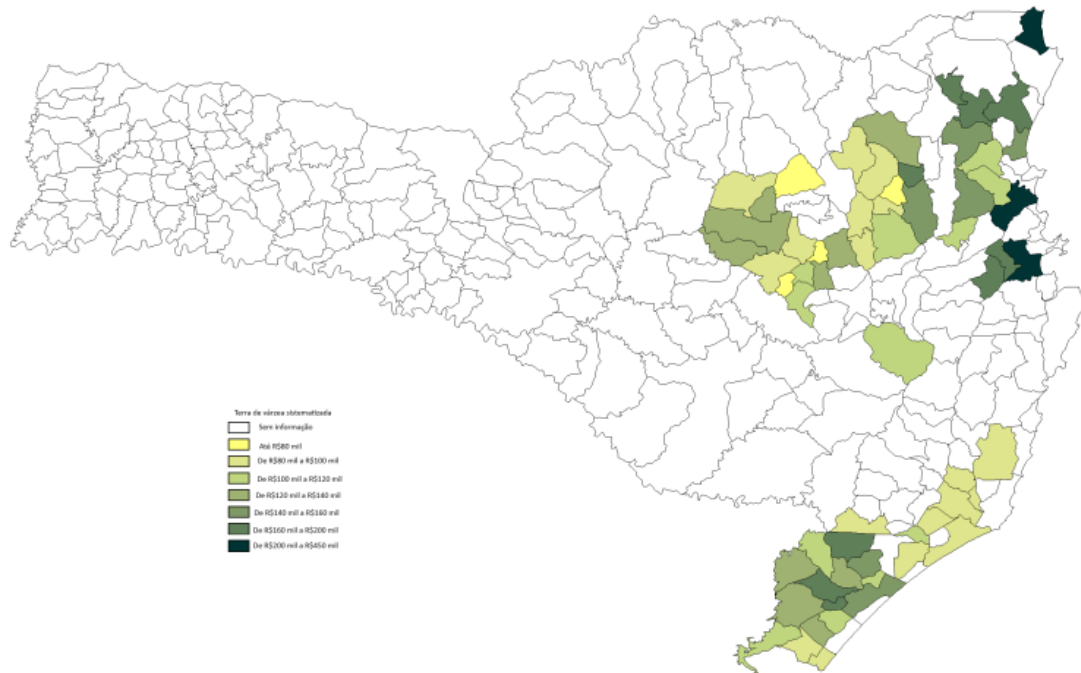 Terra de várzea sistematizada
Sem informação
Até R$80 mil
De R$80 mil a R$100 mil
De R$100 mil a R$120 mil
De R$120 mil a R$140 mil
De R$140 mil a R$160 mil
De R$160 mil a R$200 mil
De R$200 mil a R$450 mil